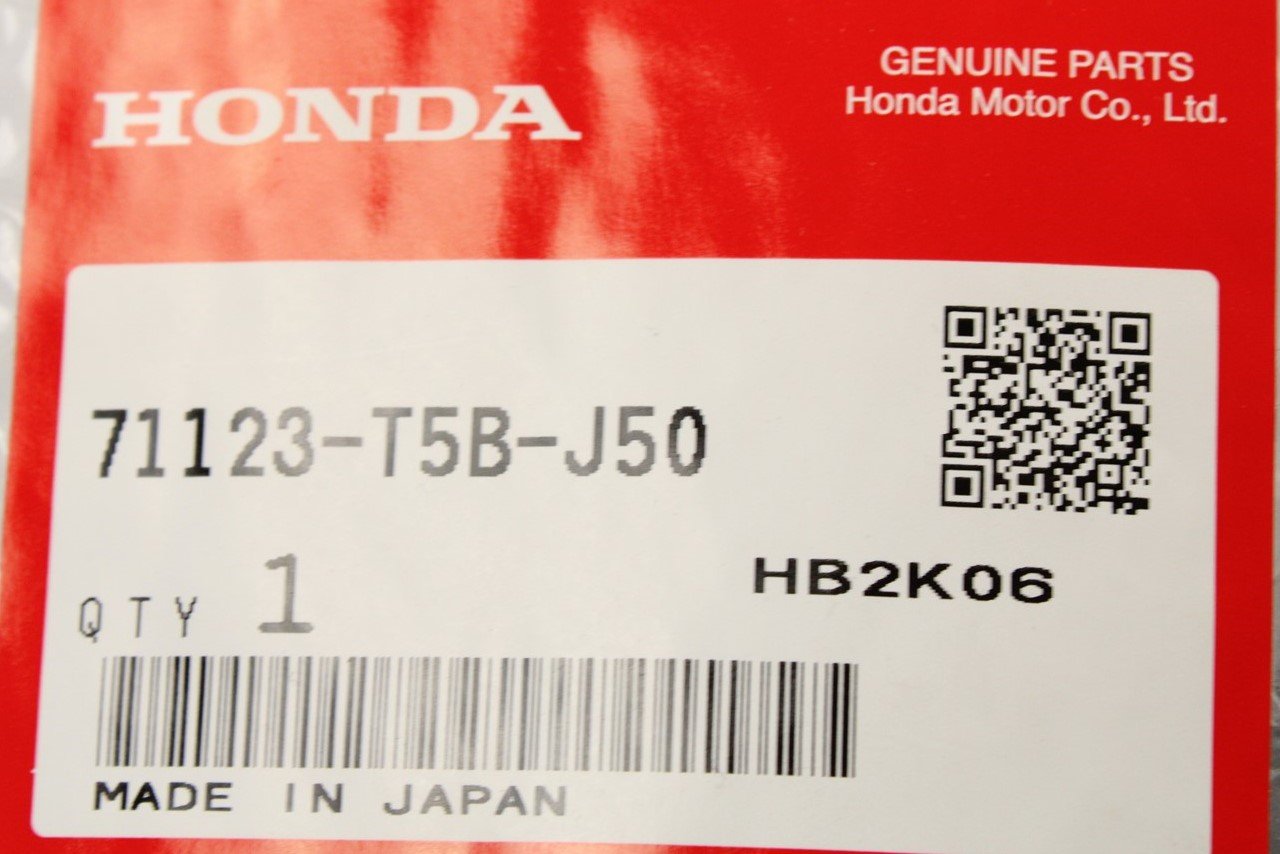 HONDA
GENUINE PARTS
Honda Motor Co., Ltd.
71123-T5B-J50
QTY 1
HB2K06
MADE IN JAPAN